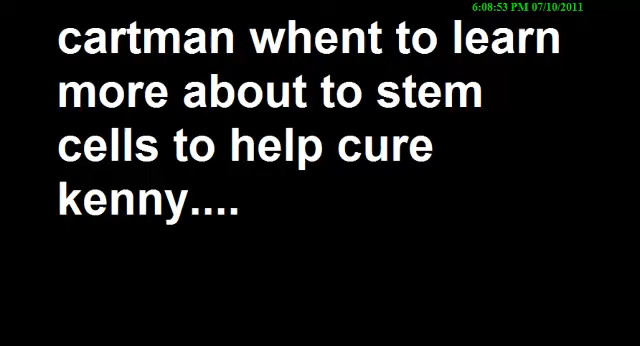 6:08:53 PM 07/10/2011
cartman whent to learn
more about to stem
cells to help cure
kenny....